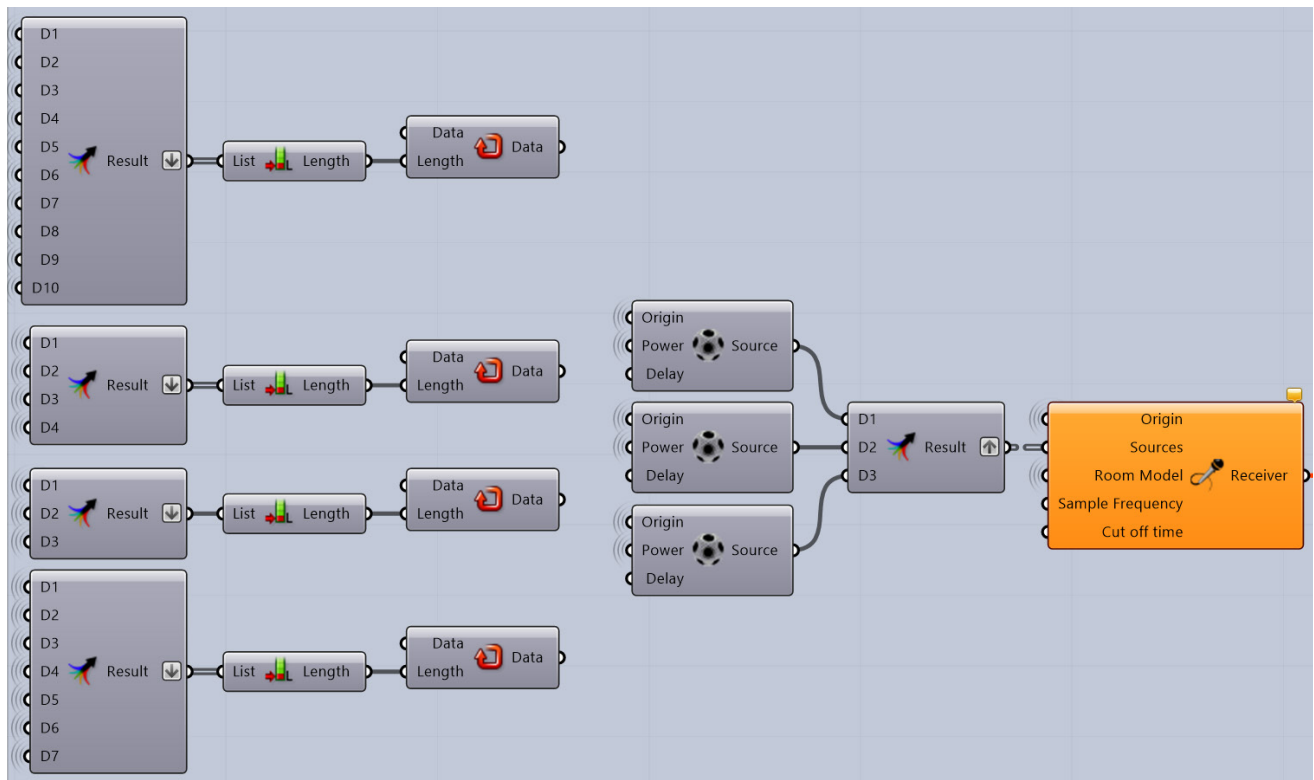 D1
D2
D3
D4
D5
D6
D7
D8
D9
D10
Result
List Length
Data
Length
Data
D1
D2
D3
D4
Result
List Length
Data
Length
Data
D1
D2
D3
Result
List Length
Data
Length
Data
D1
D2
D3
D4
D5
D6
D7
Result
List Length
Data
Length
Data
Origin
Power
Delay
Source
Origin
Power
Delay
Source
Origin
Power
Delay
Source
D1
D2
D3
Result
Origin
Sources
Room Model
Sample Frequency
Cut off time
Receiver